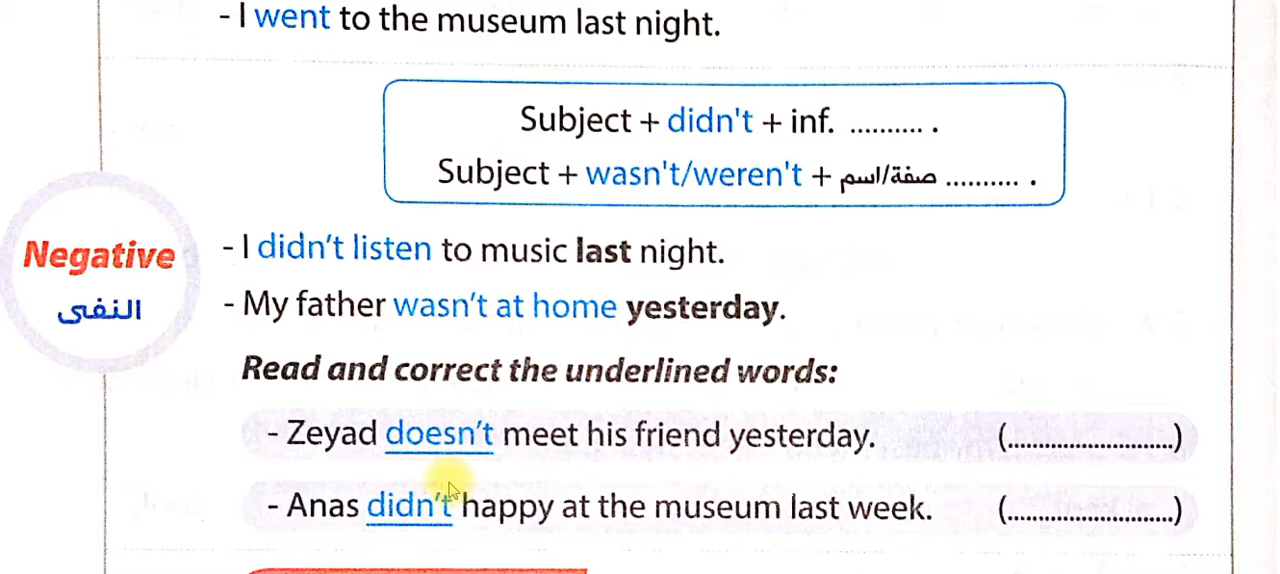 - I went to the museum last night.
Subject + didn't + inf. .......... .
Subject + wasn't/weren't + صفة/اسم .......... .
Negative
النفى
- I didn't listen to music last night.
- My father wasn't at home yesterday.
Read and correct the underlined words:
- Zeyad doesn't meet his friend yesterday. (........................)
- Anas didn't happy at the museum last week. (........................)